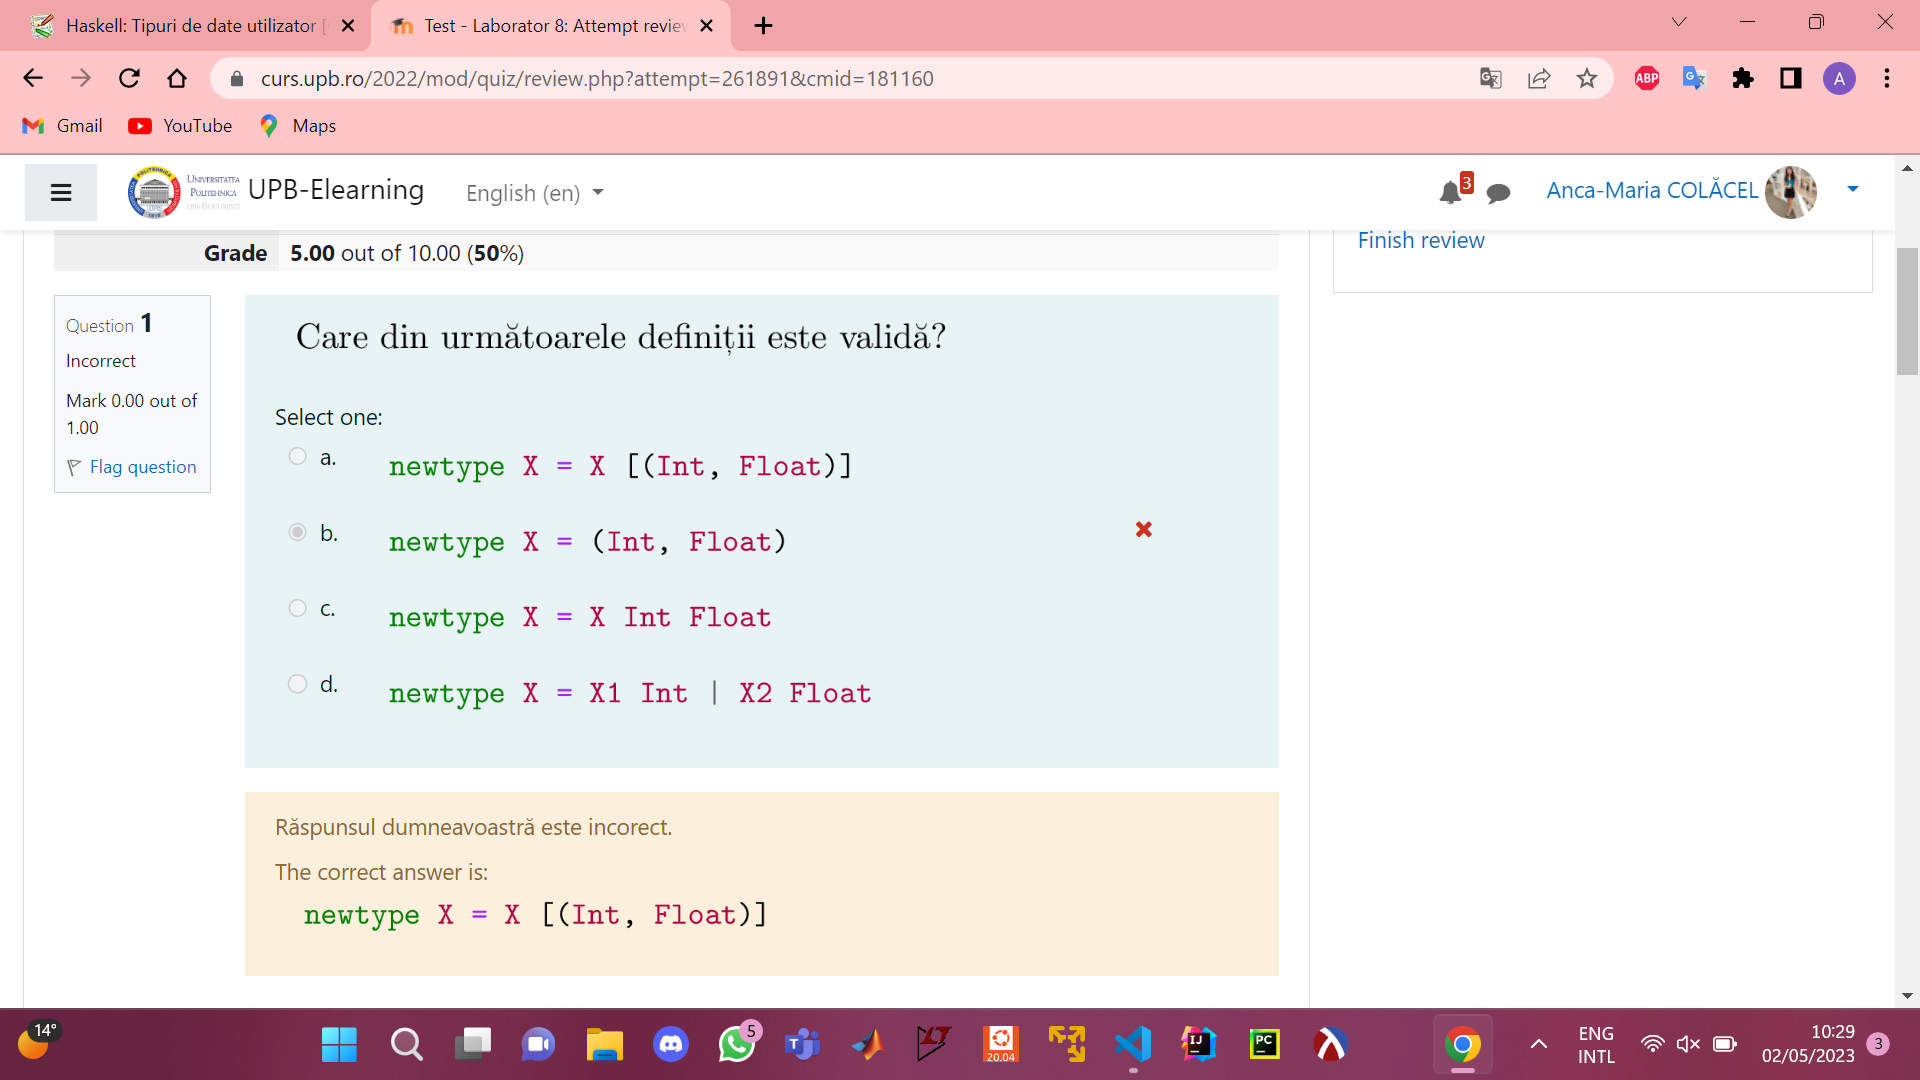 Haskell: Tipuri de date utilizator [
Test - Laborator 8: Attempt review
curs.upb.ro/2022/mod/quiz/review.php?attempt=261891&cmid=181160
ABP
A
Gmail
YouTube
Maps
UNIVERSITATEA
POLITEHNICA
DIN BUCUREȘTI
UPB-Elearning
English (en)
3
Anca-Maria COLĂCEL
Grade 5.00 out of 10.00 (50%)
Finish review
Question 1
Incorrect
Mark 0.00 out of
1.00
Flag question
Care din următoarele definiții este validă?
Select one:
a. newtype X = X [(Int, Float)]
b. newtype X = (Int, Float)
c. newtype X = X Int Float
d. newtype X = X1 Int | X2 Float
Răspunsul dumneavoastră este incorect.
The correct answer is:
newtype X = X [(Int, Float)]
14°
5
20.04
IJ
PC
ENG
INTL
10:29
02/05/2023
3